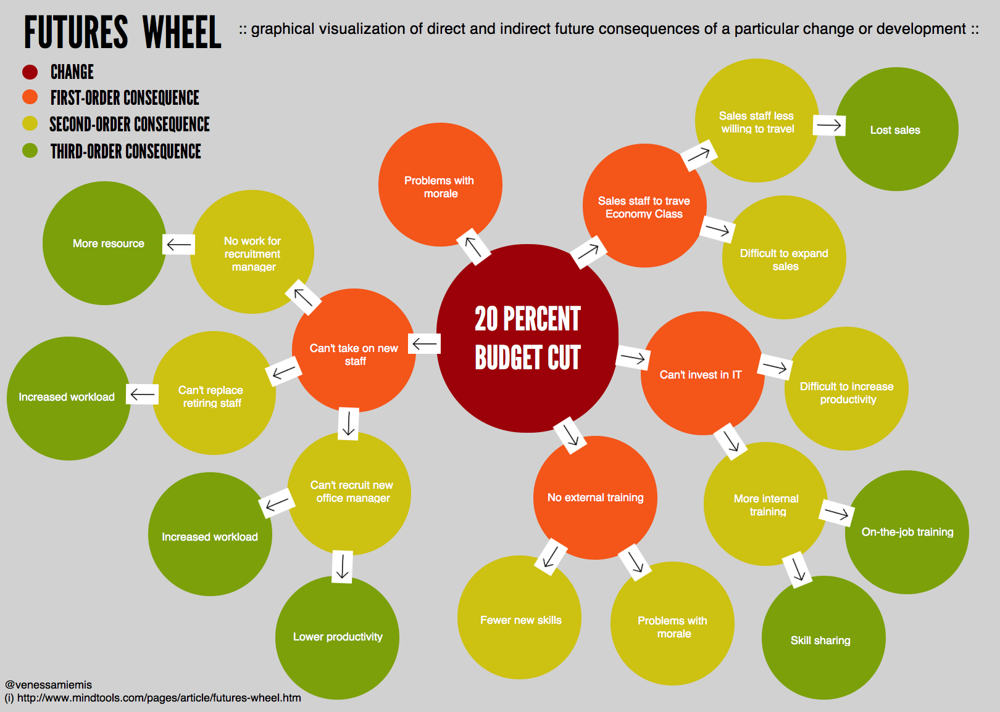 FUTURES WHEEL
:: graphical visualization of direct and indirect future consequences of a particular change or development ::
CHANGE
FIRST-ORDER CONSEQUENCE
SECOND-ORDER CONSEQUENCE
THIRD-ORDER CONSEQUENCE
Sales staff less
willing to travel
Lost sales
Problems with
morale
Sales staff to trave
Economy Class
More resource
No work for
recruitment
manager
Difficult to expand
sales
20 PERCENT
BUDGET CUT
Can't take on new
staff
Can't invest in IT
Increased workload
Can't replace
retiring staff
Difficult to increase
productivity
Can't recruit new
office manager
No external training
More internal
training
Increased workload
On-the-job training
Lower productivity
Fewer new skills
Problems with
morale
Skill sharing
@venessamiemis
(i) http://www.mindtools.com/pages/article/futures-wheel.htm